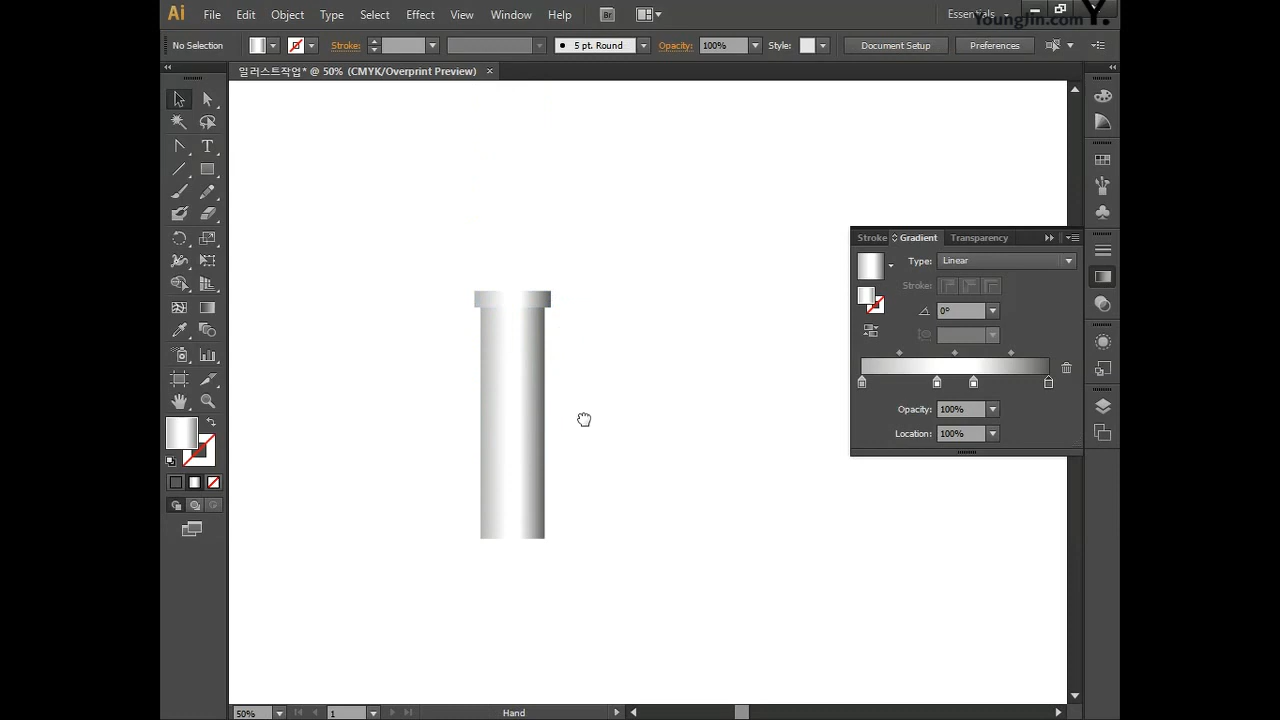 Ai File Edit Object Type Select Effect View Window Help Br Essentials
Younglin.com Y.
No Selection Stroke: 5 pt. Round Opacity: 100% Style: Document Setup Preferences
일러스트작업* @ 50% (CMYK/Overprint Preview) ×
Stroke Gradient Transparency
Type: Linear
Stroke:
0°
Opacity: 100%
Location: 100%
50% 1 Hand